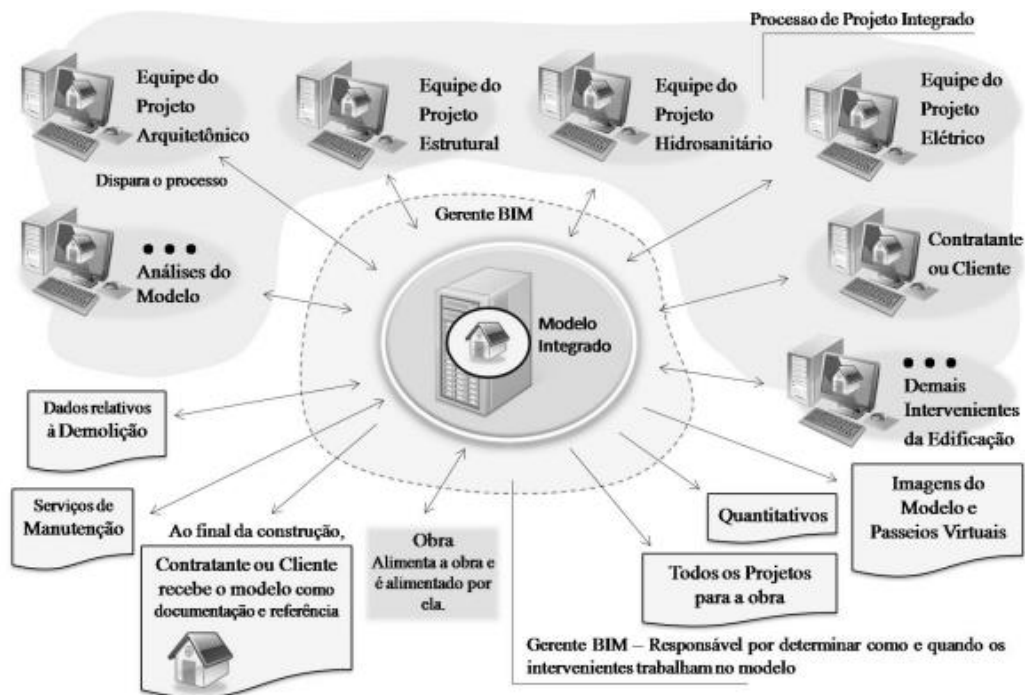 Processo de Projeto Integrado
Equipe do
Projeto
Arquitetônico
Equipe do
Projeto
Estrutural
Equipe do
Projeto
Hidrosanitário
Equipe do
Projeto
Elétrico
Dispara o processo
Gerente BIM
Análises do
Modelo
Contratante
ou Cliente
Modelo
Integrado
Demais
Intervenientes
da Edificação
Dados relativos
à Demolição
Serviços de
Manutenção
Ao final da construção,
Contratante ou Cliente
recebe o modelo como
documentação e referência
Obra
Alimenta a obra e
é alimentado por
ela.
Todos os Projetos
para a obra
Quantitativos
Imagens do
Modelo e
Passeios Virtuais
Gerente BIM – Responsável por determinar como e quando os
intervenientes trabalham no modelo